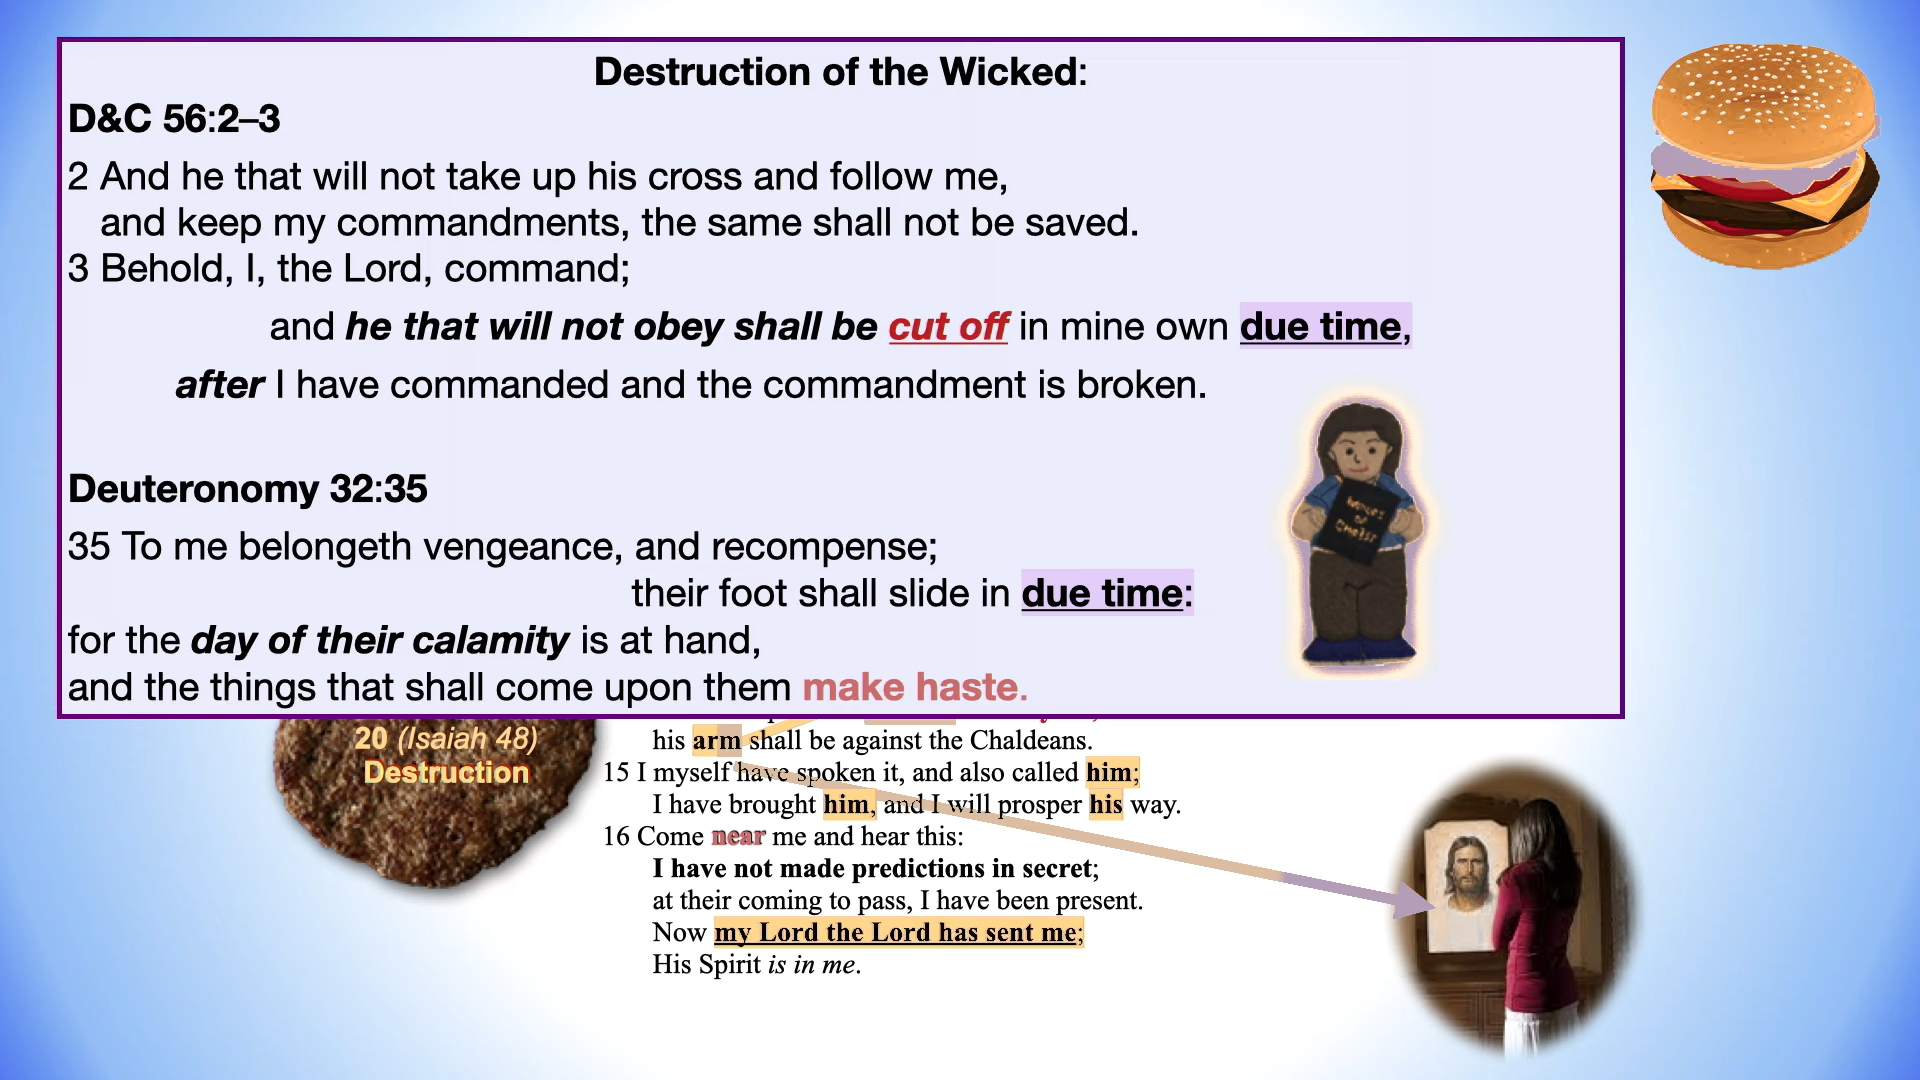 Destruction of the Wicked:
D&C 56:2–3
2 And he that will not take up his cross and follow me,
and keep my commandments, the same shall not be saved.
3 Behold, I, the Lord, command;
and he that will not obey shall be cut off in mine own due time,
after I have commanded and the commandment is broken.
Deuteronomy 32:35
35 To me belongeth vengeance, and recompense;
their foot shall slide in due time:
for the day of their calamity is at hand,
and the things that shall come upon them make haste.
of
Christ
20 (Isaiah 48)
Destruction
his arm shall be against the Chaldeans.
15 I myself have spoken it, and also called him;
I have brought him, and I will prosper his way.
16 Come near me and hear this:
I have not made predictions in secret;
at their coming to pass, I have been present.
Now my Lord the Lord has sent me;
His Spirit is in me.